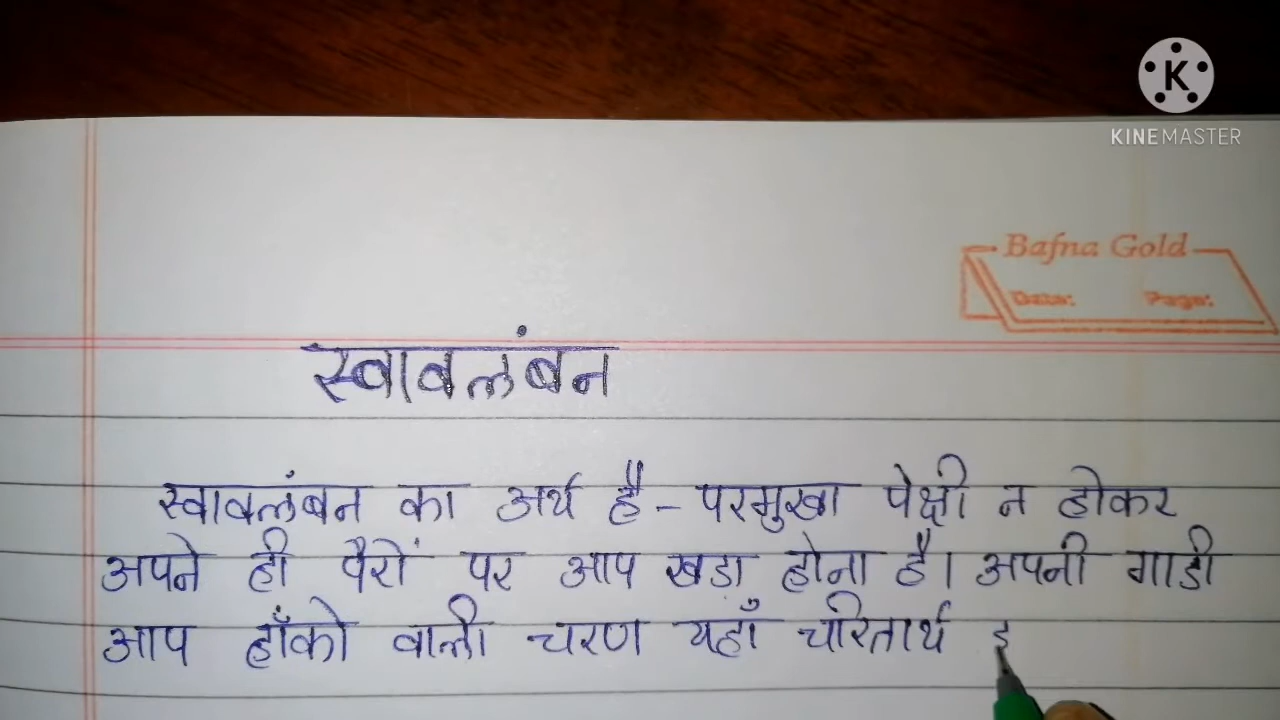 KINEMASTER
Bafna Gold
Date: Page:
स्वावलंबन
स्वावलंबन का अर्थ है - परमुखा पेक्षी न होकर
अपने ही पैरों पर आप खडा़ होना है। अपनी गाडी
आप हाँको वाली चरण यहाँ चरितार्थ